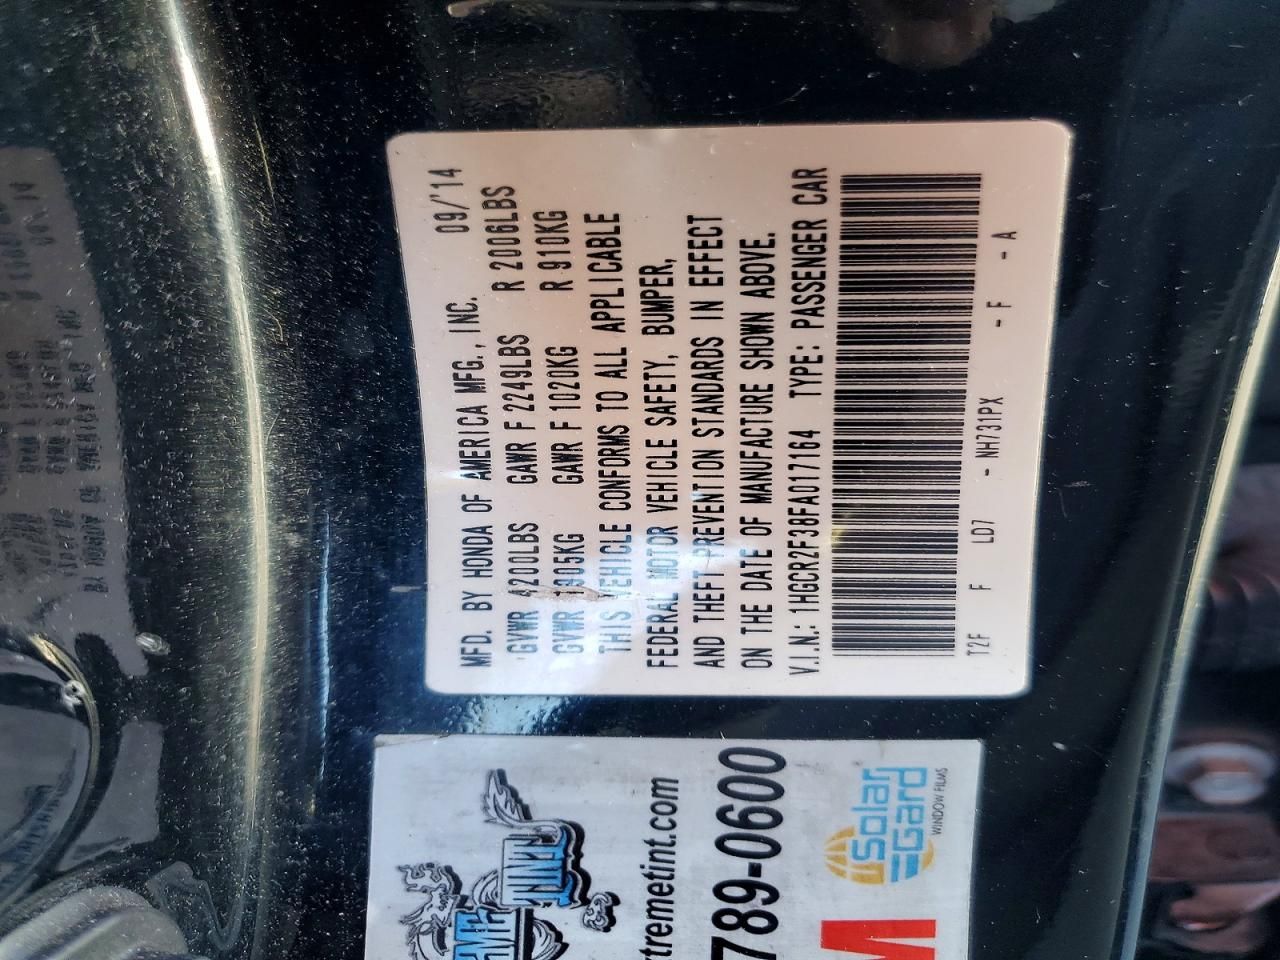 MFD. BY HONDA OF AMERICA MFG., INC. 09/'14
GVWR 4200LBS GAWR F 2249LBS R 2006LBS
GVWR 1905KG GAWR F 1020KG R 910KG
THIS VEHICLE CONFORMS TO ALL APPLICABLE
FEDERAL MOTOR VEHICLE SAFETY, BUMPER,
AND THEFT PREVENTION STANDARDS IN EFFECT
ON THE DATE OF MANUFACTURE SHOWN ABOVE.
V.I.N.: 1HGCR2F38FA017164 TYPE: PASSENGER CAR
T2F F LD7 - NH731PX - F - A
TINT
xtremetint.com
789-0600
Solar
Gard
WINDOW FILMS
M